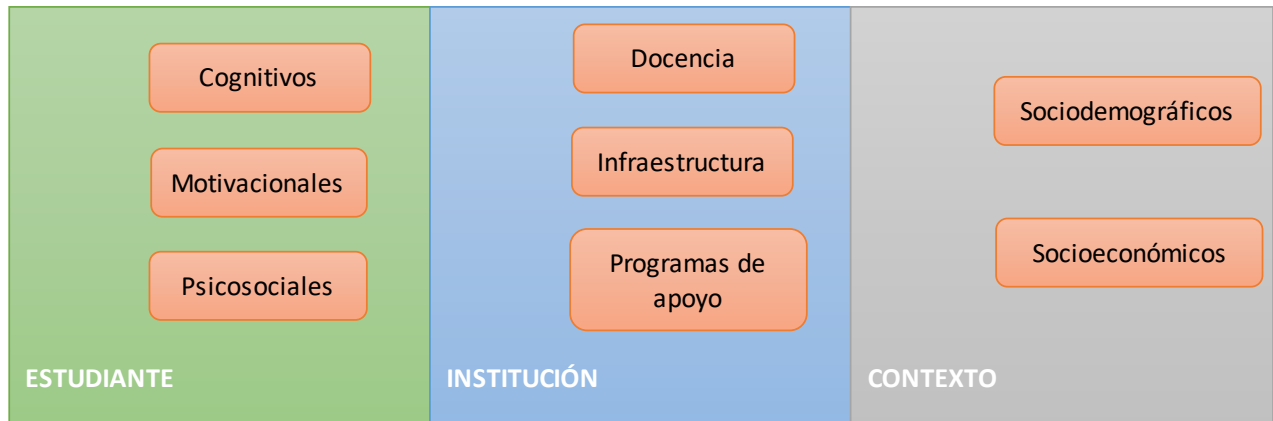 Cognitivos
Motivacionales
Psicosociales
ESTUDIANTE
Docencia
Infraestructura
Programas de
apoyo
INSTITUCIÓN
Sociodemográficos
Socioeconómicos
CONTEXTO